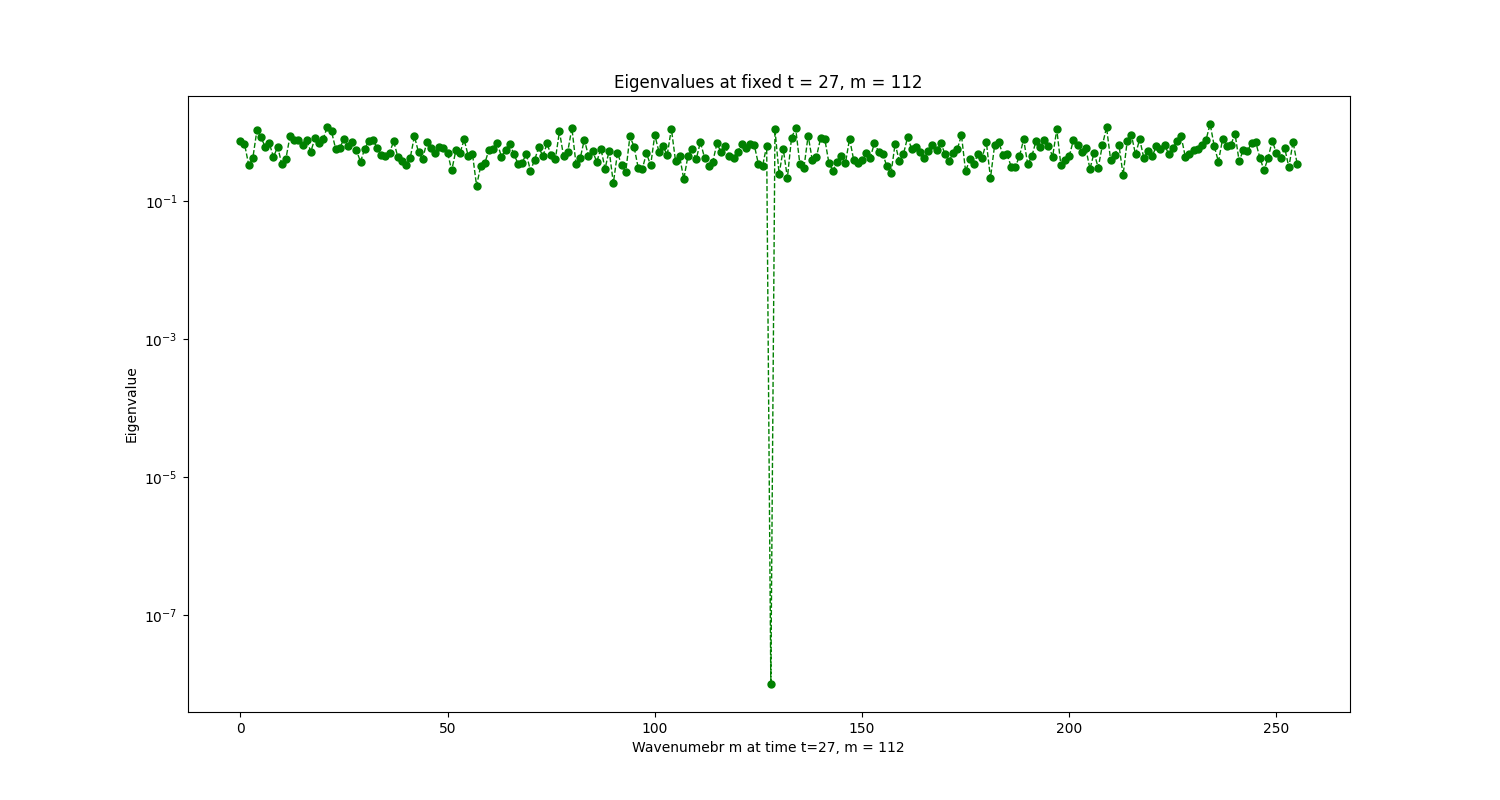 Eigenvalues at fixed t = 27, m = 112
Eigenvalue
10⁻¹
10⁻³
10⁻⁵
10⁻⁷
0 50 100 150 200 250
Wavenumebr m at time t=27, m = 112